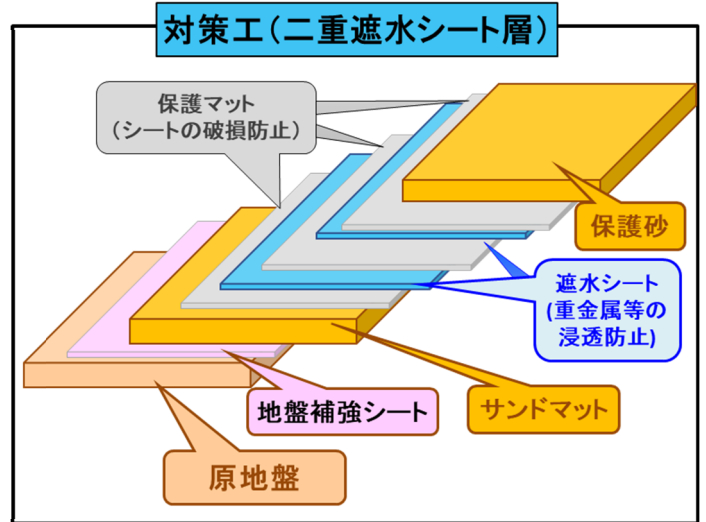 対策工(二重遮水シート層)
保護マット
(シートの破損防止)
保護砂
遮水シート
(重金属等の
浸透防止)
サンドマット
地盤補強シート
原地盤